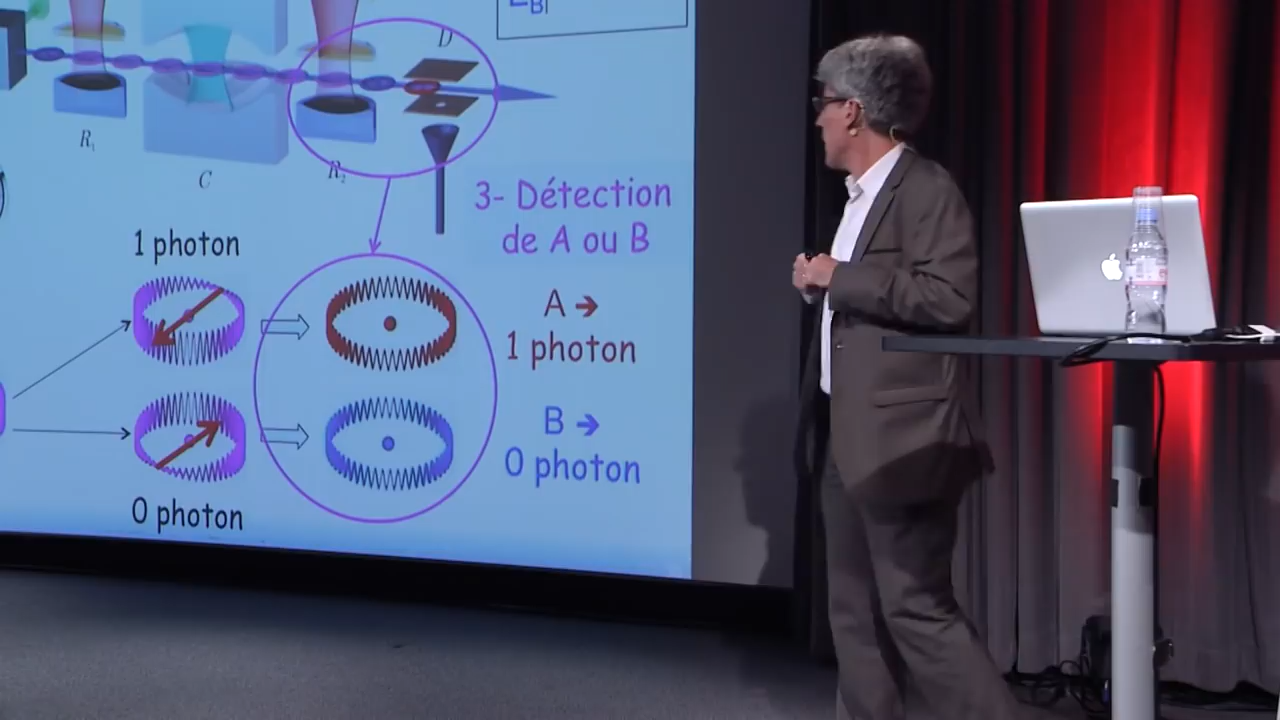 D
R₁
C
R₂
3- Détection
de A ou B
1 photon
A ➔
1 photon
B ➔
0 photon
0 photon